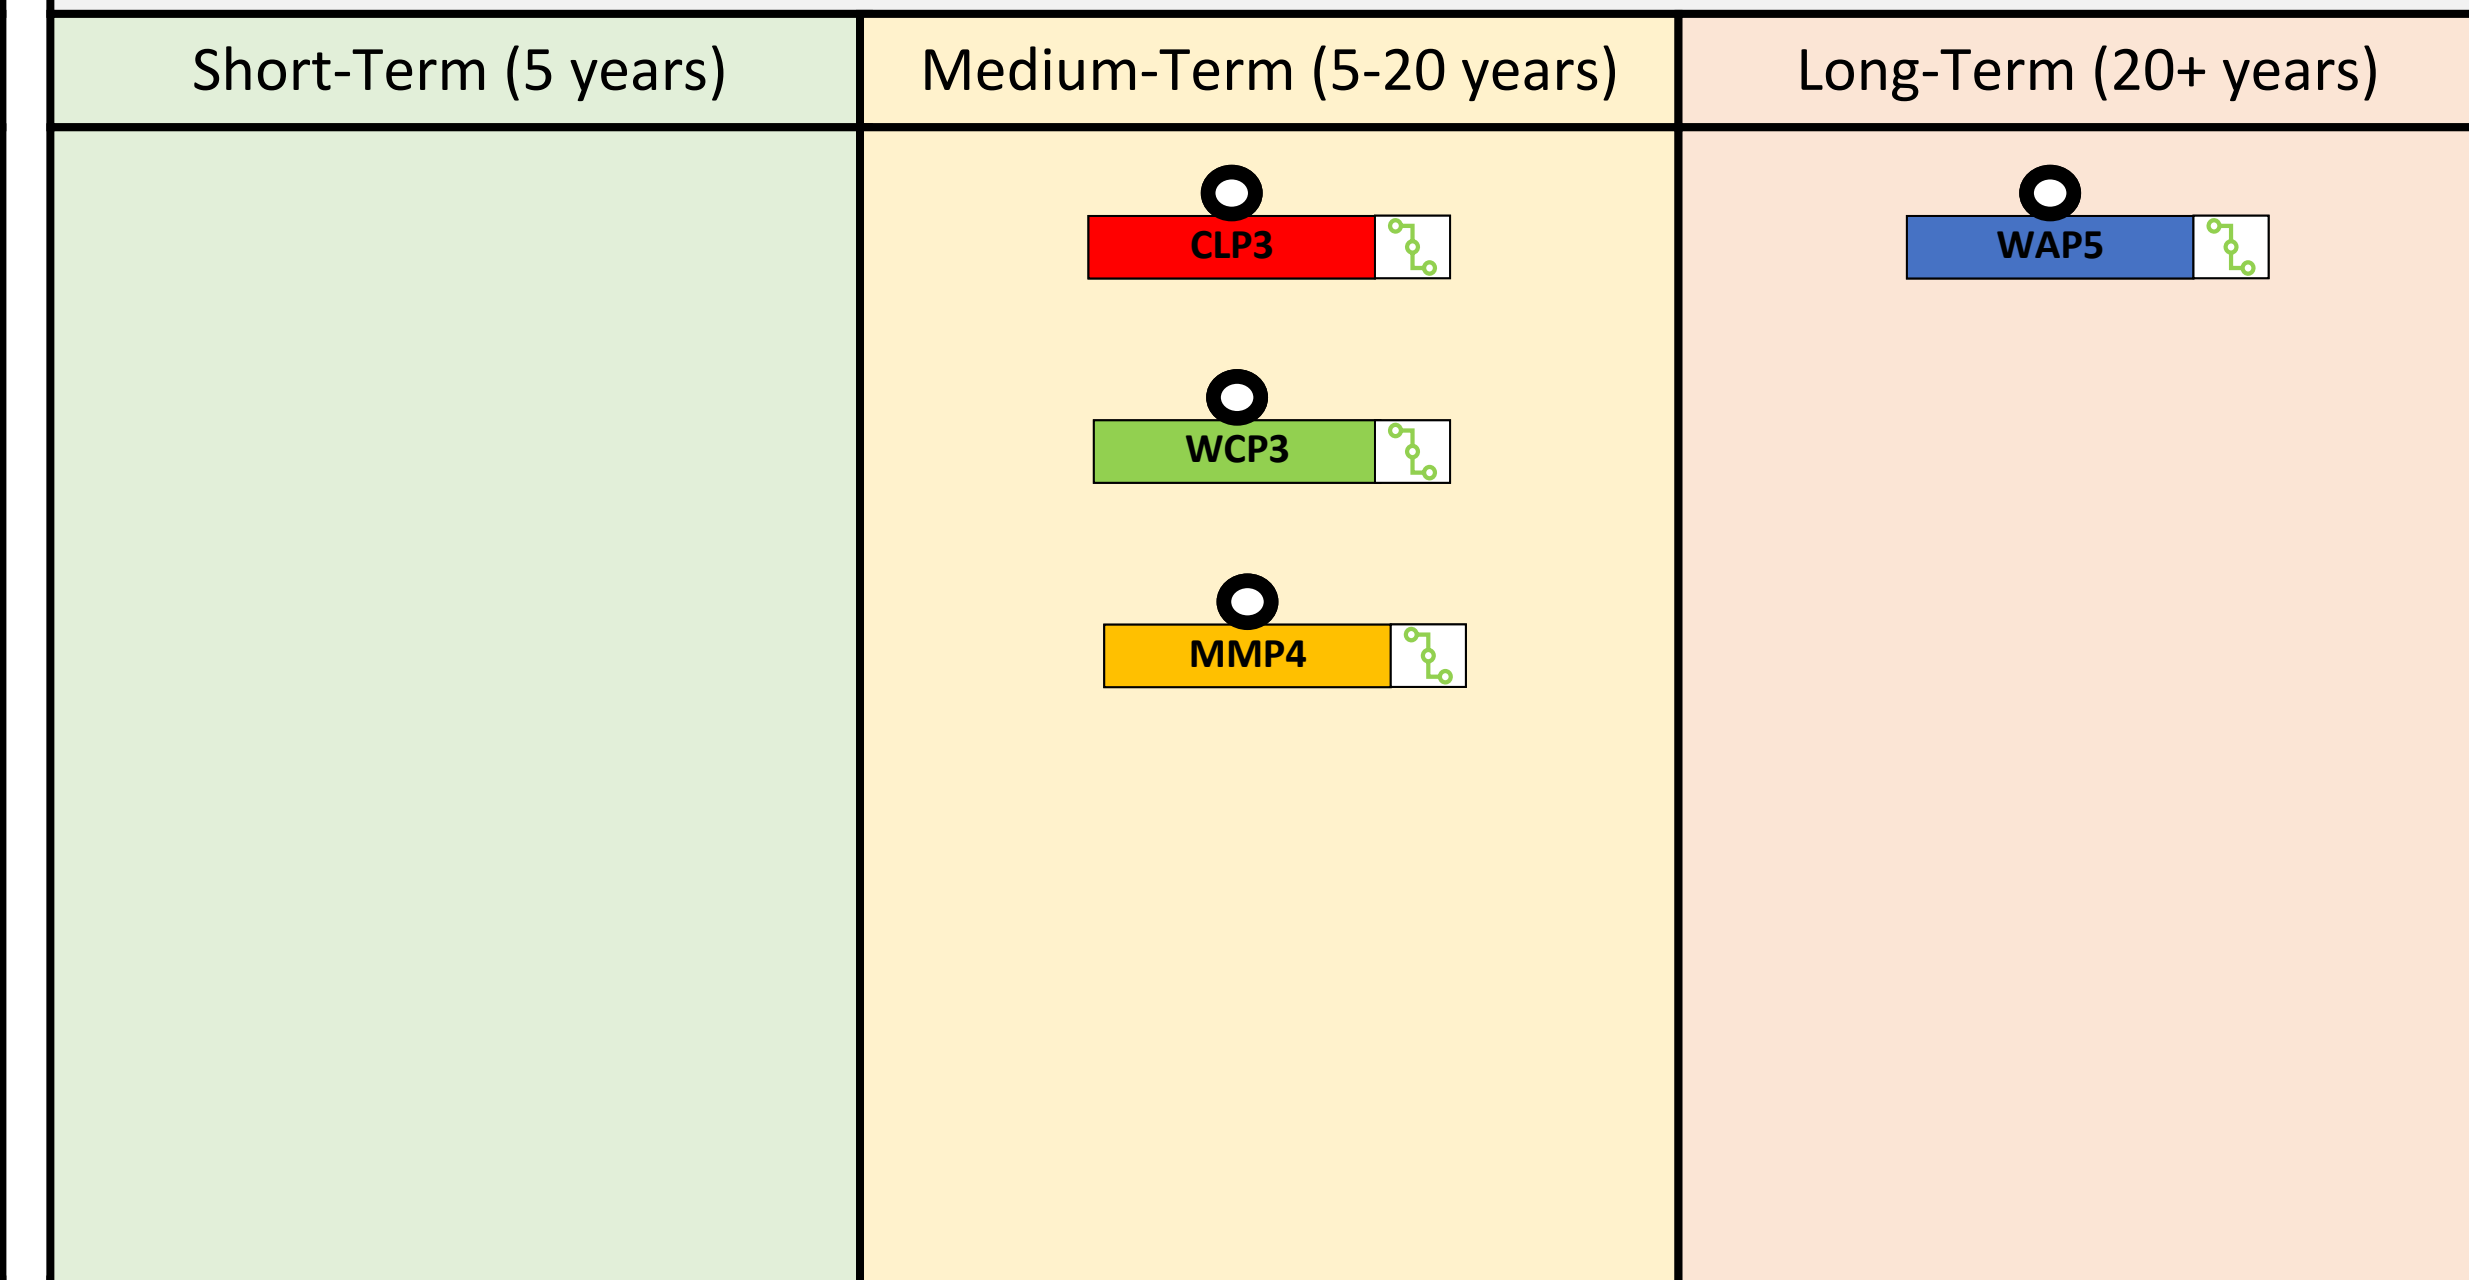 Short-Term (5 years)
Medium-Term (5-20 years)
Long-Term (20+ years)
CLP3
WAP5
WCP3
MMP4